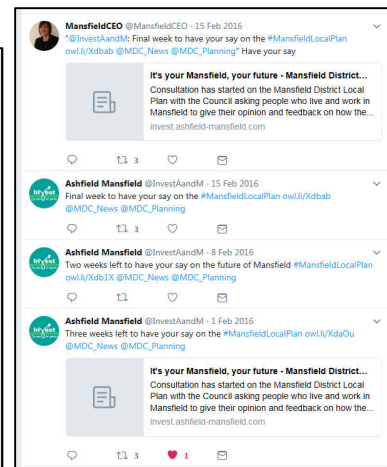 MansfieldCEO @MansfieldCEO · 15 Feb 2016
"@InvestAandM: Final week to have your say on the #MansfieldLocalPlan
owl.li/Xdbab @MDC_News @MDC_Planning" Have your say
It's your Mansfield, your future - Mansfield District...
Consultation has started on the Mansfield District Local
Plan with the Council asking people who live and work in
Mansfield to give their opinion and feedback on how the...
invest.ashfield-mansfield.com
3
Invest
Ashfield Mansfield @InvestAandM · 15 Feb 2016
Final week to have your say on the #MansfieldLocalPlan owl.li/Xdbab
@MDC_News @MDC_Planning
3
Invest
Ashfield Mansfield @InvestAandM · 8 Feb 2016
Two weeks left to have your say on the future of Mansfield #MansfieldLocalPlan
owl.li/Xdb1X @MDC_News @MDC_Planning
Invest
Ashfield Mansfield @InvestAandM · 1 Feb 2016
Three weeks left to have your say on the #MansfieldLocalPlan owl.li/XdaOu
@MDC_News @MDC_Planning
It's your Mansfield, your future - Mansfield District...
Consultation has started on the Mansfield District Local
Plan with the Council asking people who live and work in
Mansfield to give their opinion and feedback on how the...
invest.ashfield-mansfield.com
3 1